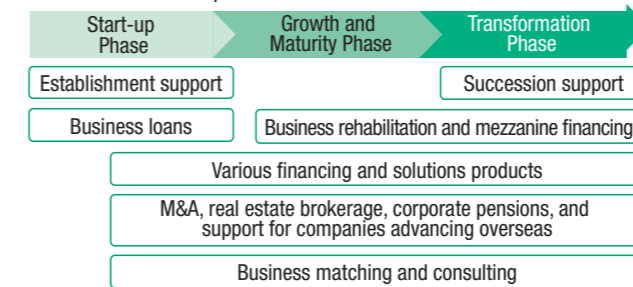 Start-up
Phase
Growth and
Maturity Phase
Transformation
Phase
Establishment support
Succession support
Business loans
Business rehabilitation and mezzanine financing
Various financing and solutions products
M&A, real estate brokerage, corporate pensions, and
support for companies advancing overseas
Business matching and consulting